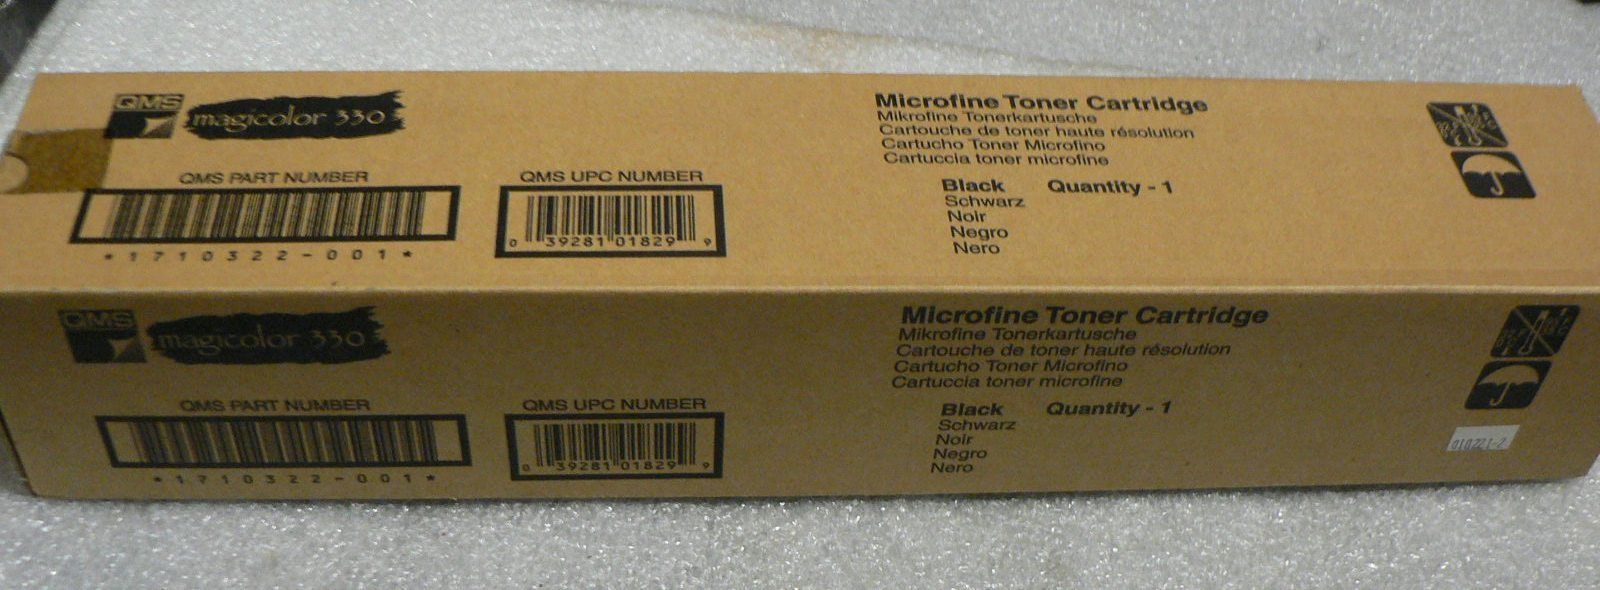 QMS
magicolor 330
QMS PART NUMBER
*1710322-001*
QMS UPC NUMBER
0 39281 01829 9
Microfine Toner Cartridge
Mikrofine Tonerkartusche
Cartouche de toner haute résolution
Cartucho Toner Microfino
Cartuccia toner microfine
Black Quantity - 1
Schwarz
Noir
Negro
Nero
QMS
magicolor 330
QMS PART NUMBER
*1710322-001*
QMS UPC NUMBER
0 39281 01829 9
Microfine Toner Cartridge
Mikrofine Tonerkartusche
Cartouche de toner haute résolution
Cartucho Toner Microfino
Cartuccia toner microfine
Black Quantity - 1
Schwarz
Noir
Negro
Nero
010221-2